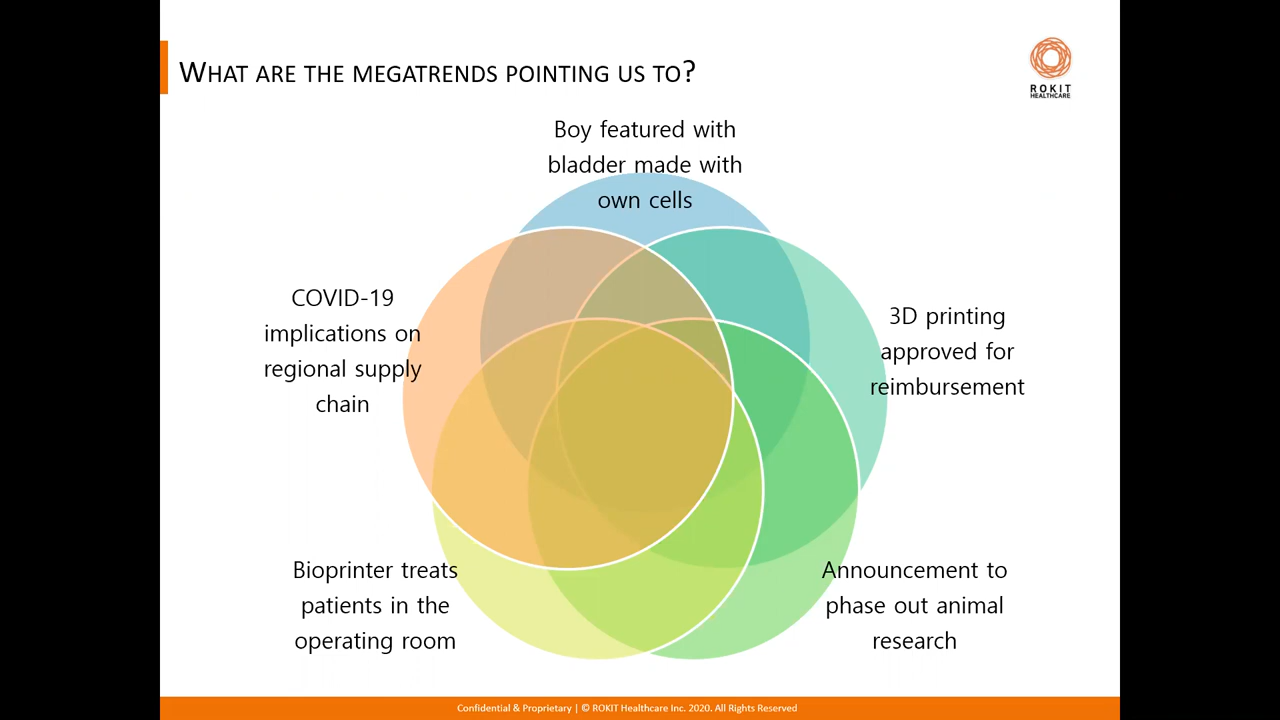 WHAT ARE THE MEGATRENDS POINTING US TO?
ROKIT
HEALTHCARE
Boy featured with
bladder made with
own cells
COVID-19
implications on
regional supply
chain
3D printing
approved for
reimbursement
Bioprinter treats
patients in the
operating room
Announcement to
phase out animal
research
Confidential & Proprietary | © ROKIT Healthcare Inc. 2020. All Rights Reserved